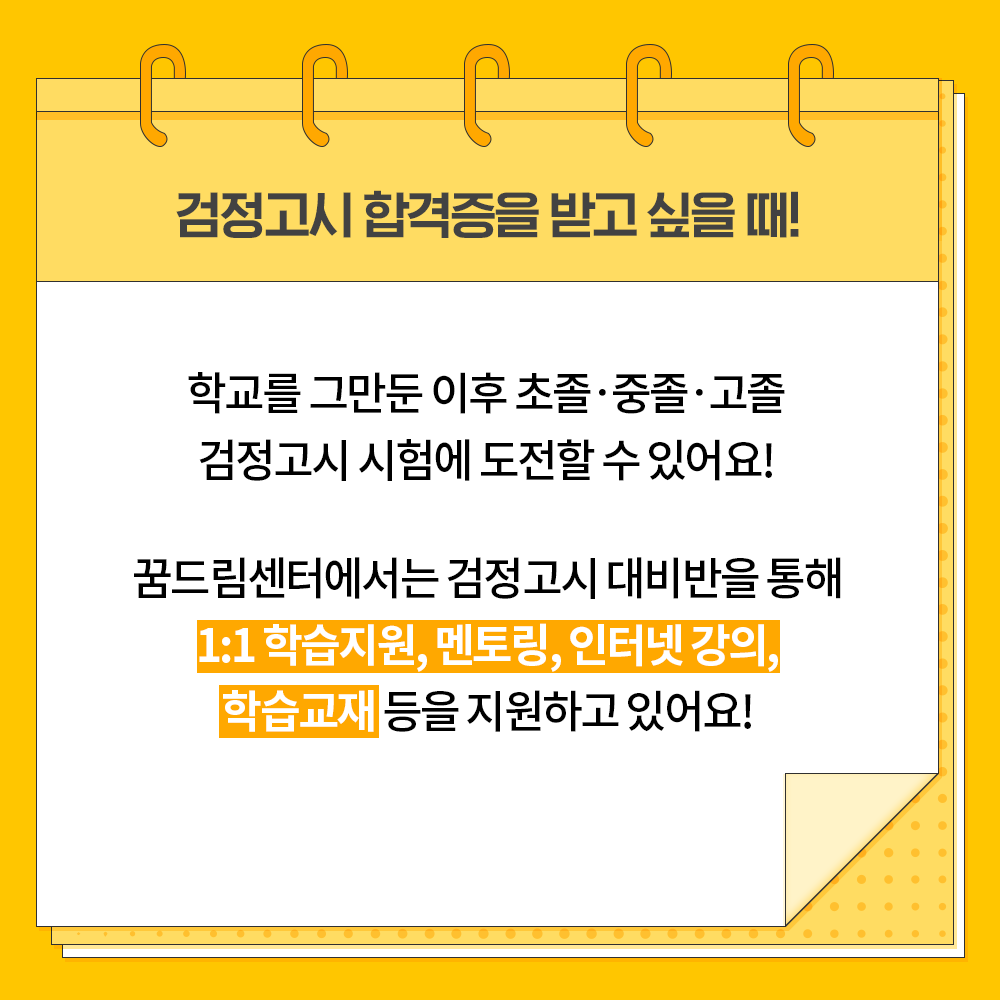 검정고시 합격증을 받고 싶을 때!
학교를 그만둔 이후 초졸·중졸·고졸
검정고시 시험에 도전할 수 있어요!
꿈드림센터에서는 검정고시 대비반을 통해
1:1 학습지원, 멘토링, 인터넷 강의,
학습교재 등을 지원하고 있어요!